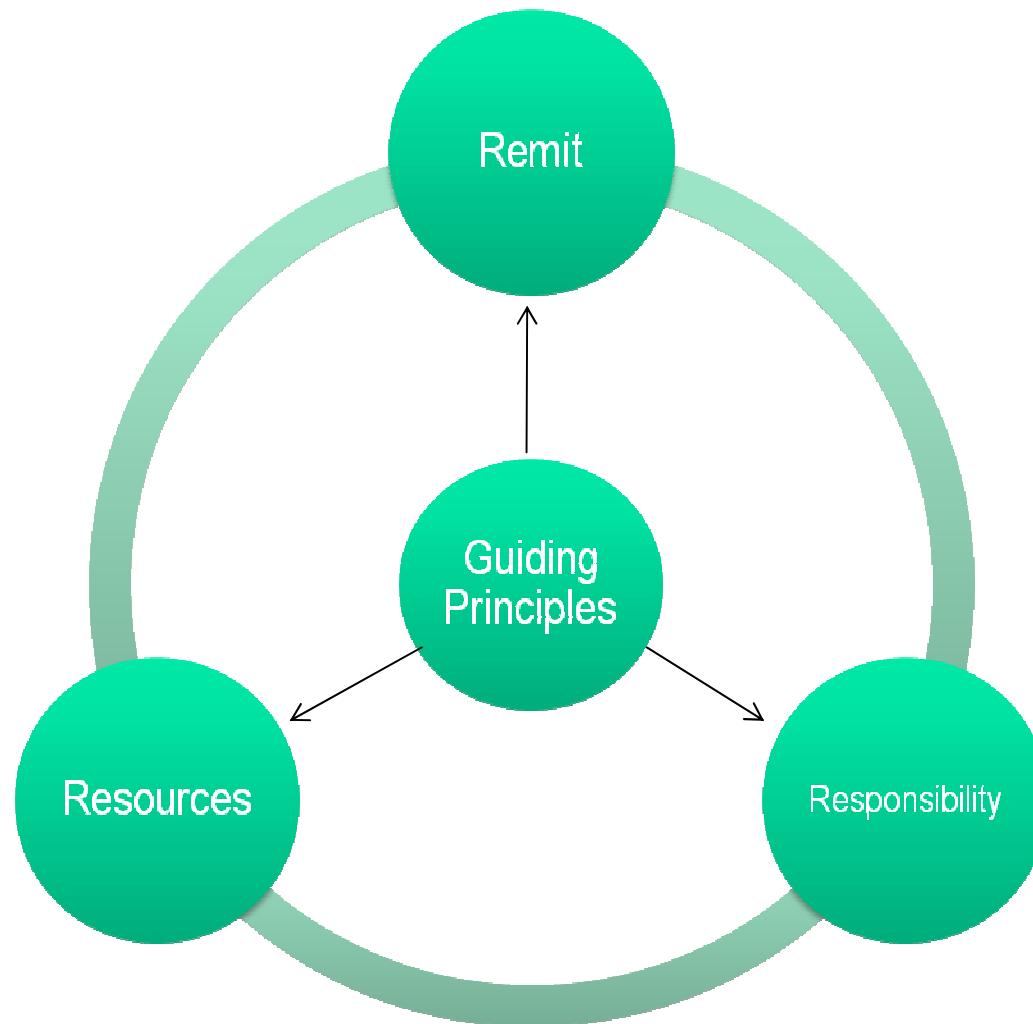 Remit
Guiding
Principles
Resources
Responsibility